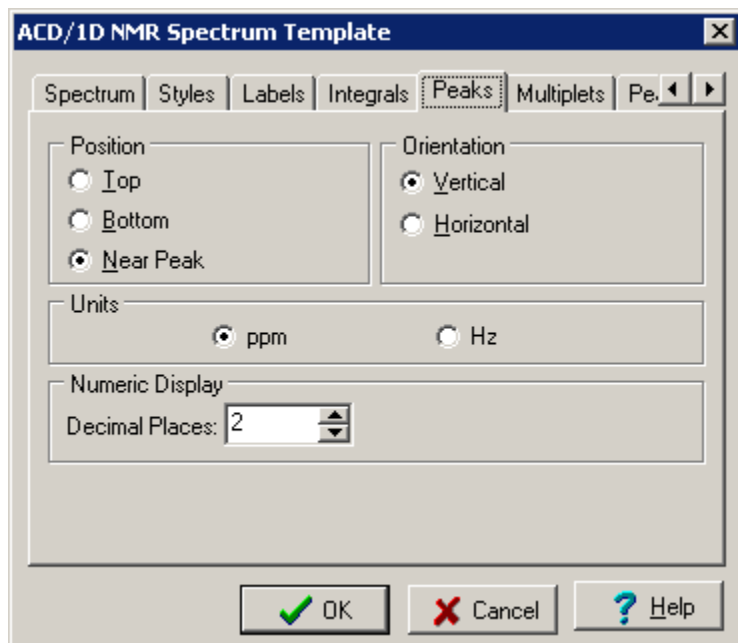 ACD/1D NMR Spectrum Template
Spectrum Styles Labels Integrals Peaks Multiplets
Position
Top
Bottom
Near Peak
Orientation
Vertical
Horizontal
Units
ppm Hz
Numeric Display
Decimal Places: 2
OK Cancel Help